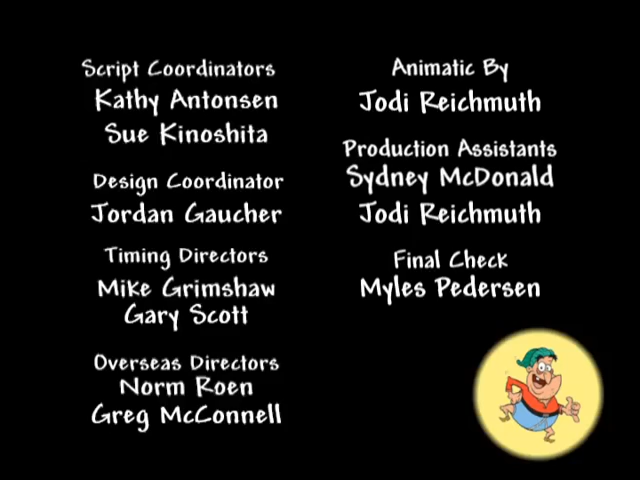 Script Coordinators
Kathy Antonsen
Sue Kinoshita
Design Coordinator
Jordan Gaucher
Timing Directors
Mike Grimshaw
Gary Scott
Overseas Directors
Norm Roen
Greg McConnell
Animatic By
Jodi Reichmuth
Production Assistants
Sydney McDonald
Jodi Reichmuth
Final Check
Myles Pedersen